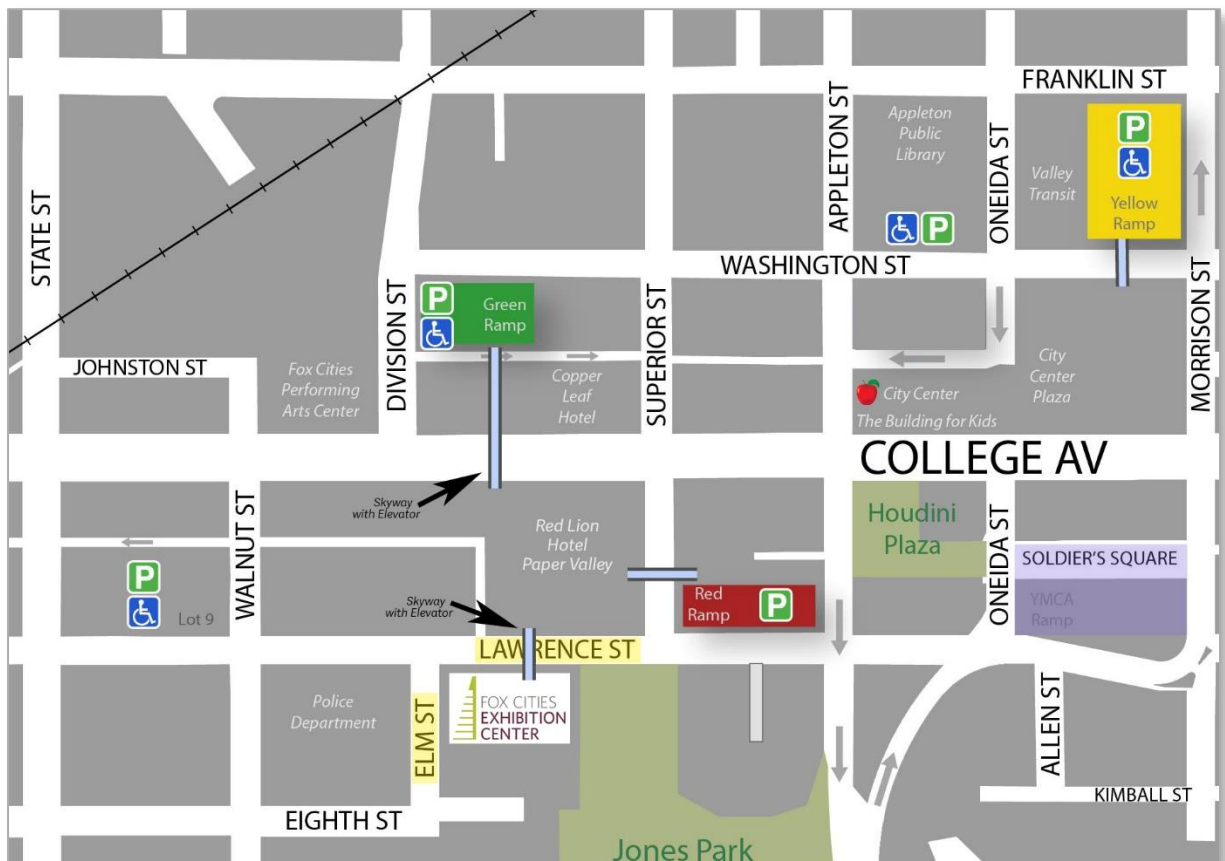 FRANKLIN ST
STATE ST
APPLETON ST
Appleton
Public
Library
ONEIDA ST
Valley
Transit
P
Yellow
Ramp
P
WASHINGTON ST
MORRISON ST
DIVISION ST
P
Green
Ramp
SUPERIOR ST
JOHNSTON ST
Fox Cities
Performing
Arts Center
Copper
Leaf
Hotel
City Center
The Building for Kids
City
Center
Plaza
COLLEGE AV
Skyway
with Elevator
WALNUT ST
Red Lion
Hotel
Paper Valley
Houdini
Plaza
ONEIDA ST
SOLDIER'S SQUARE
YMCA
Ramp
P
Lot 9
Skyway
with Elevator
Red
Ramp
P
LAWRENCE ST
Police
Department
ELM ST
FOX CITIES
EXHIBITION
CENTER
ALLEN ST
KIMBALL ST
EIGHTH ST
Jones Park